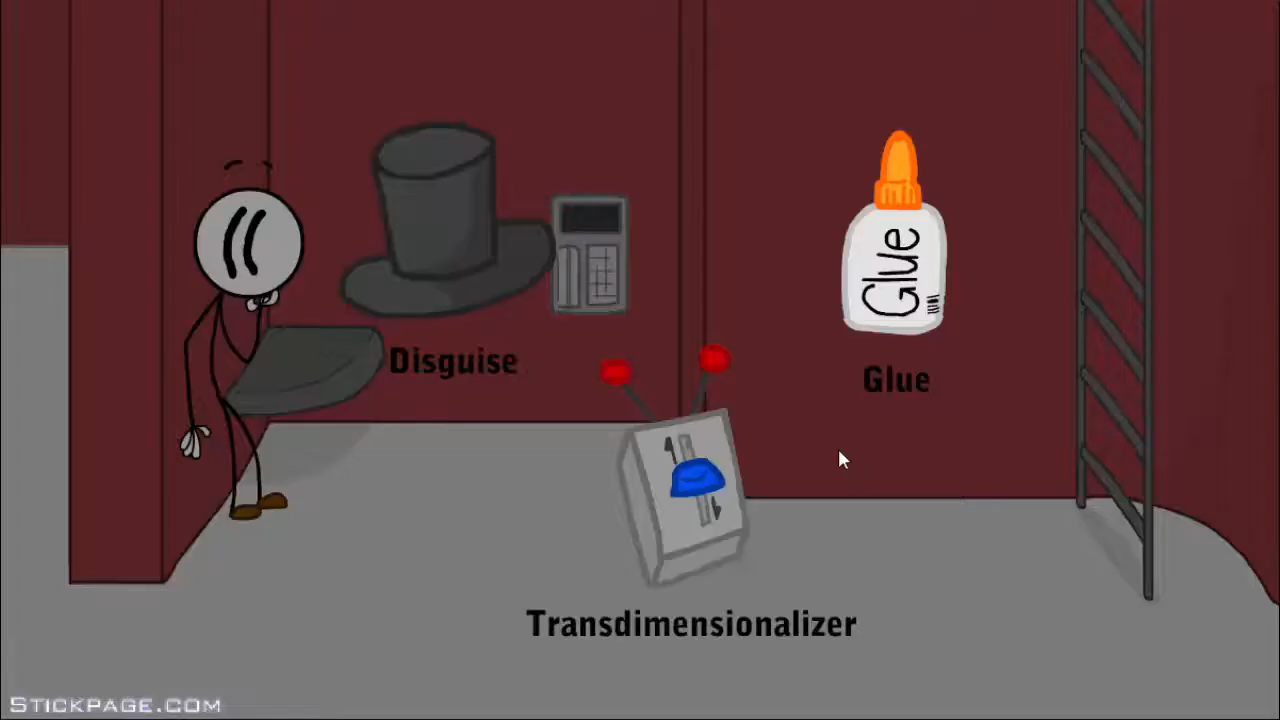 Glue
Disguise
Glue
Transdimensionalizer
STICKPAGE.COM